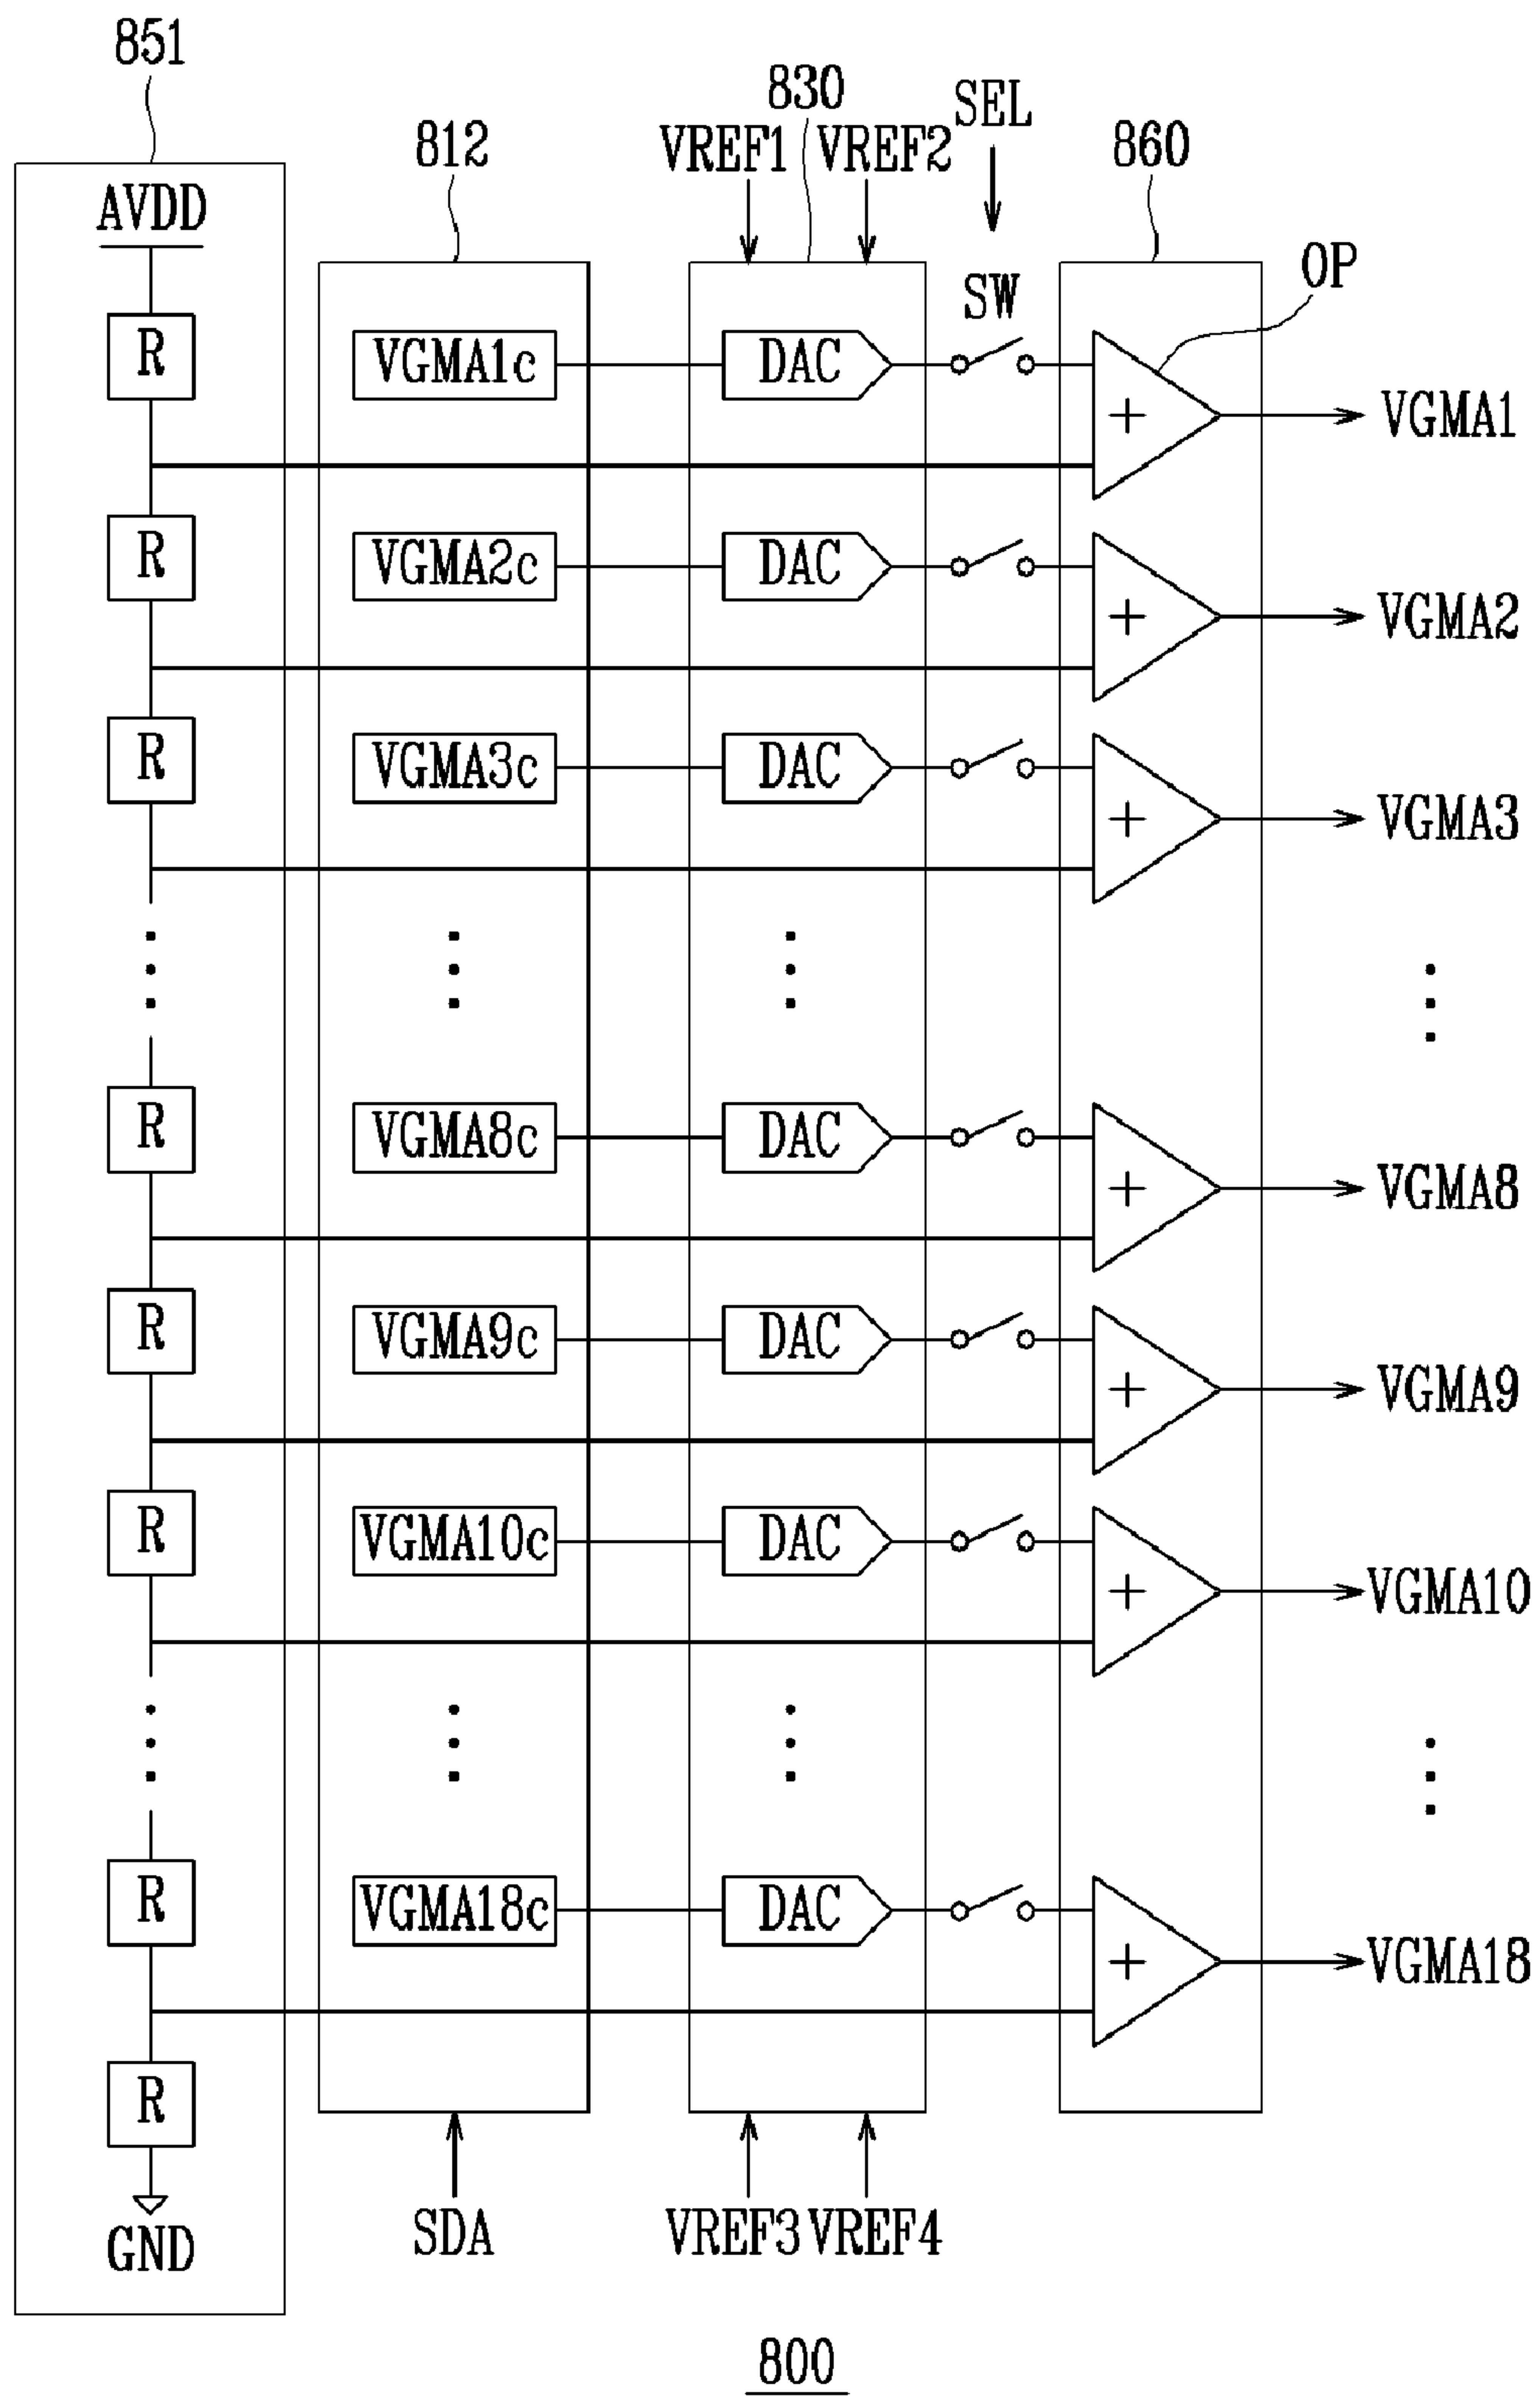 851
812
830
SEL
VREF1 VREF2
860
AVDD
OP
SW
R
VGMA1c
DAC
+
VGMA1
R
VGMA2c
DAC
+
VGMA2
R
VGMA3c
DAC
+
VGMA3
R
VGMA8c
DAC
+
VGMA8
R
VGMA9c
DAC
+
VGMA9
R
VGMA10c
DAC
+
VGMA10
R
VGMA18c
DAC
+
VGMA18
R
GND
SDA
VREF3 VREF4
800